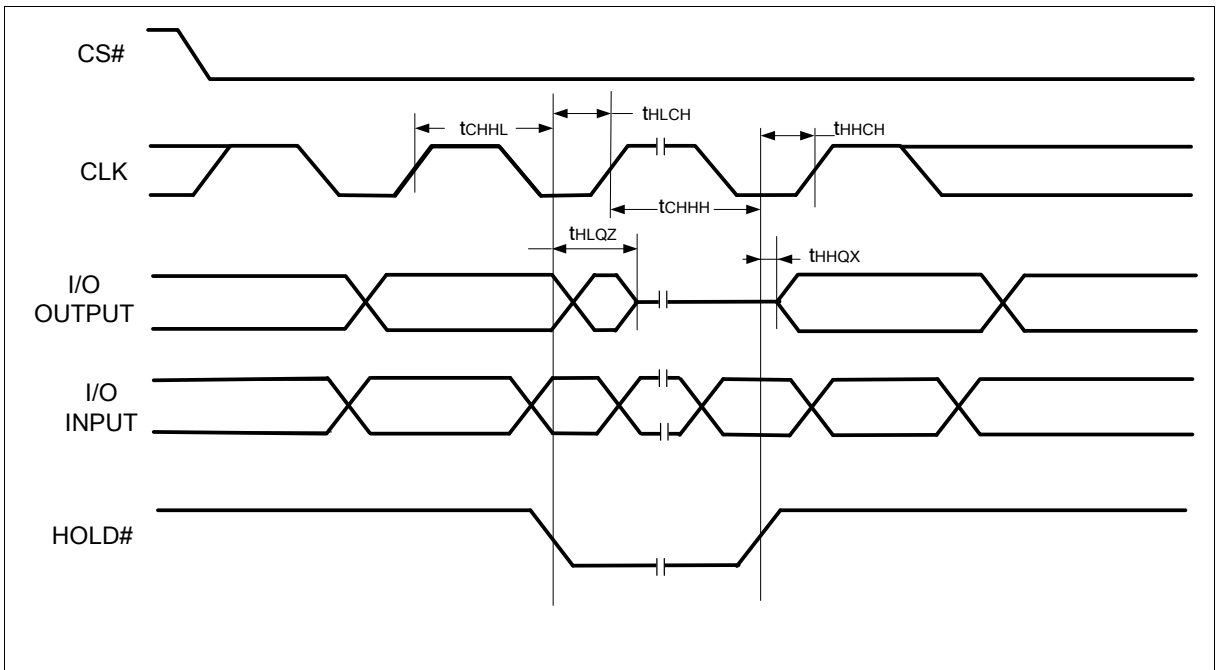 CS#
tHLCH
tCHHL
tHHCH
CLK
tCHHH
tHLQZ
tHHQX
I/O
OUTPUT
I/O
INPUT
HOLD#